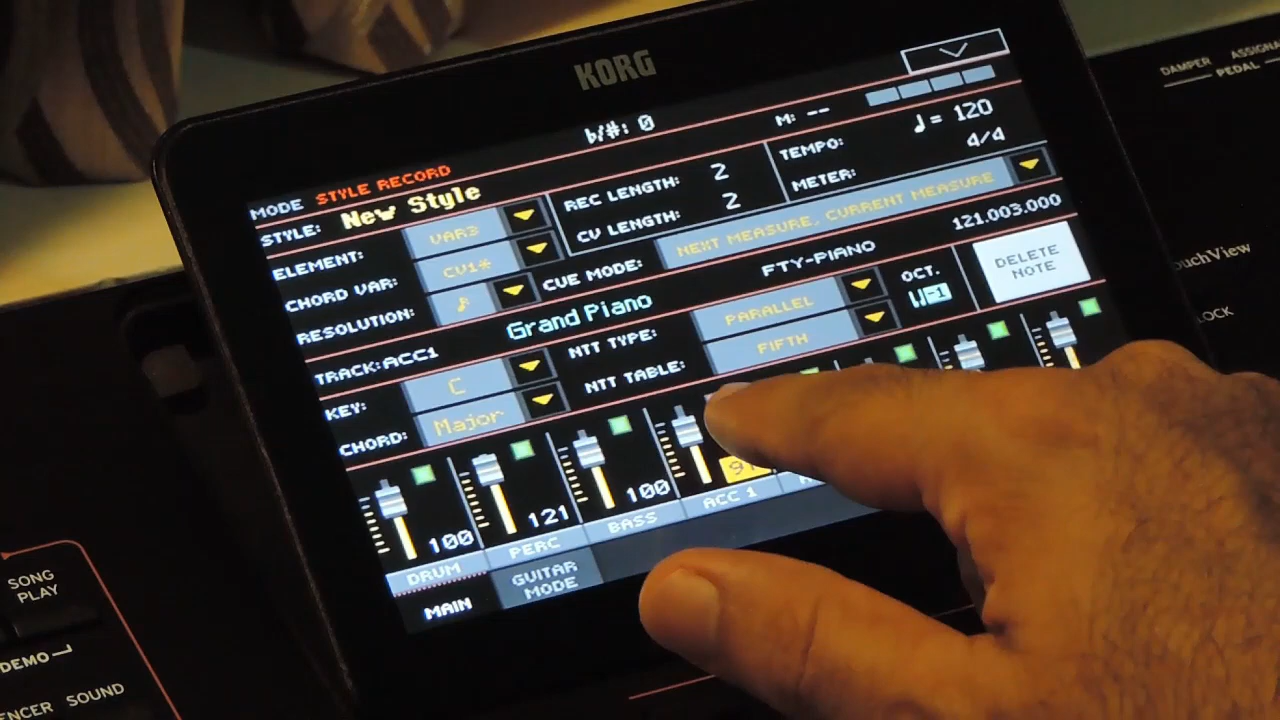 KORG
DAMPER
PEDAL
MODE STYLE RECORD
♭/#: 0
M: --
STYLE: New Style
REC LENGTH: 2
CV LENGTH: 2
TEMPO: ♩= 120
METER: 4/4
ELEMENT: VAR3
CHORD VAR: CV1*
RESOLUTION: ♪
CUE MODE: NEXT MEASURE, CURRENT MEASURE
TRACK:ACC1
Grand Piano
FTY-PIANO
121.003.000
KEY: C
CHORD: Major
NTT TYPE: PARALLEL
NTT TABLE: FIFTH
OCT.
-1
DELETE
NOTE
100
121
100
DRUM
PERC
BASS
ACC 1
MAIN
GUITAR
MODE
SONG
PLAY
DEMO
SOUND